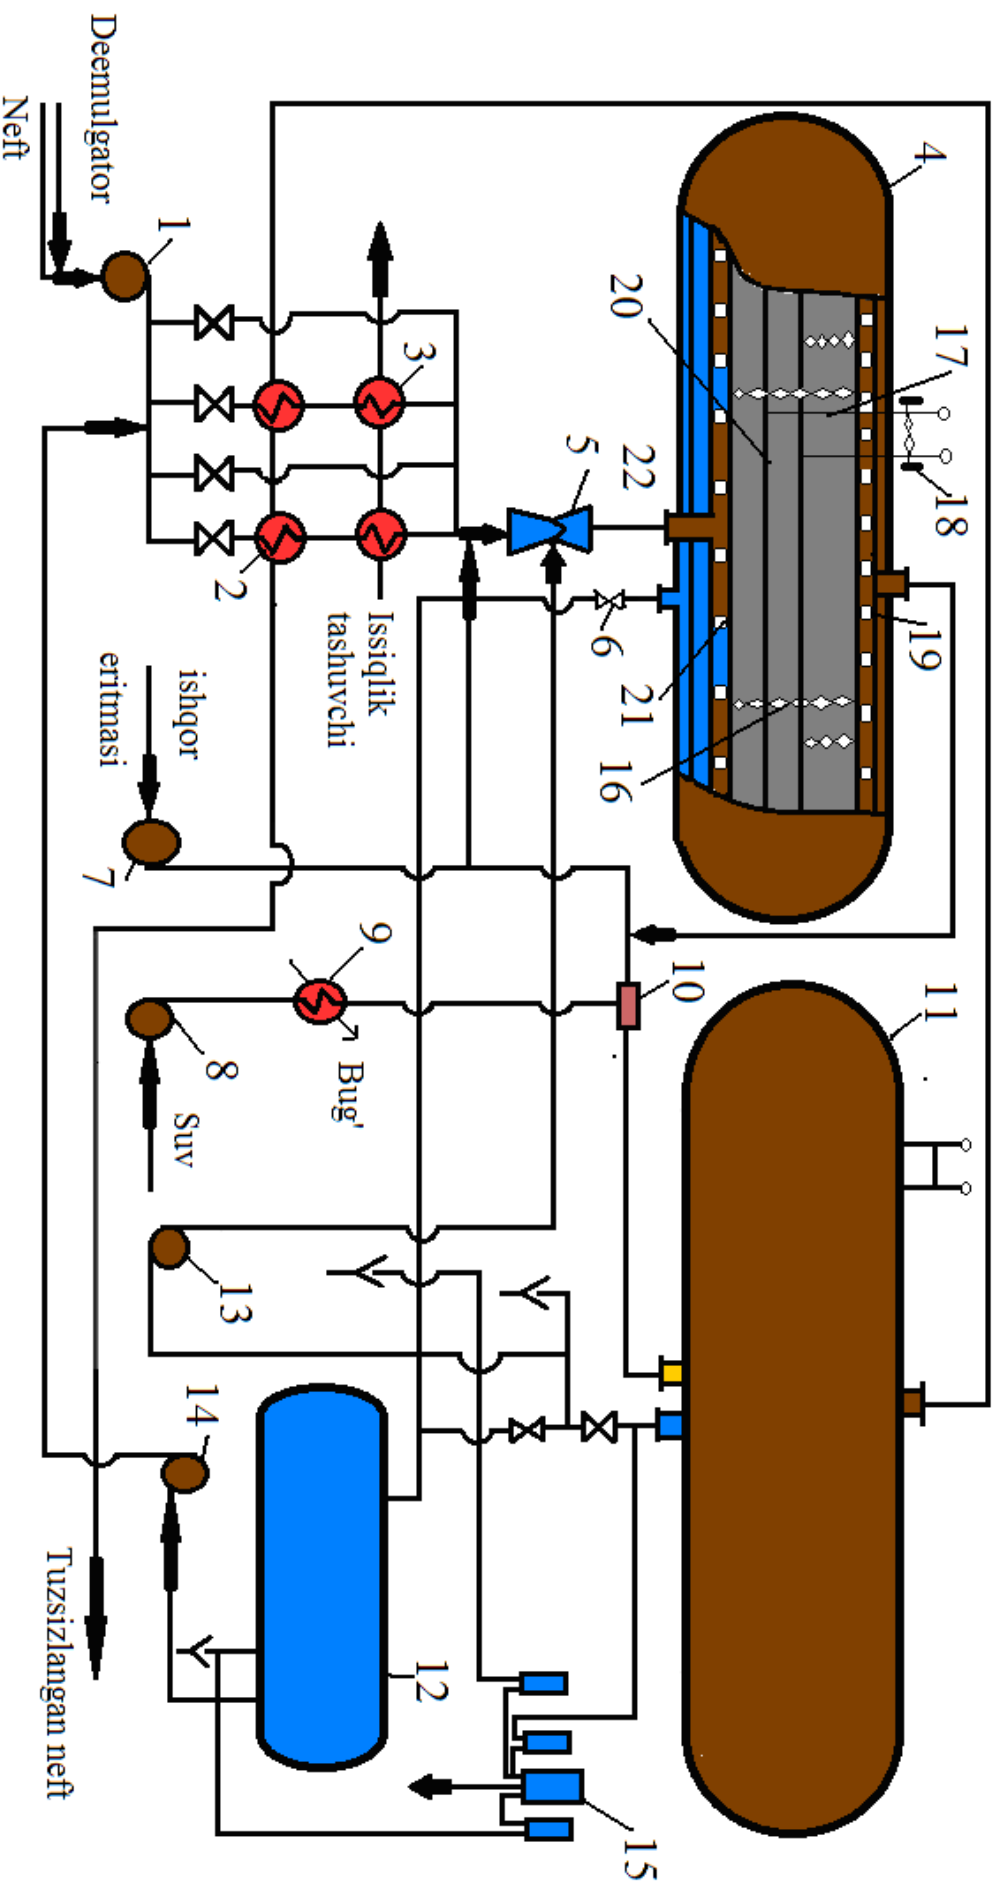 4
17
18
19
11
20
22
5
21
16
10
3
6
2
1
Deemulgator
Neft
Issiqlik
tashuvchi
ishqor
eritmasi
7
9
Bug'
8
Suv
13
14
12
15
Tuzsizlangan neft